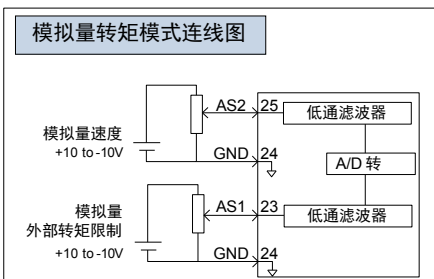 模拟量转矩模式连线图
AS2 25 低通滤波器
模拟量速度
+10 to -10V
GND 24
A/D 转
模拟量
外部转矩限制
+10 to -10V
AS1 23 低通滤波器
GND 24